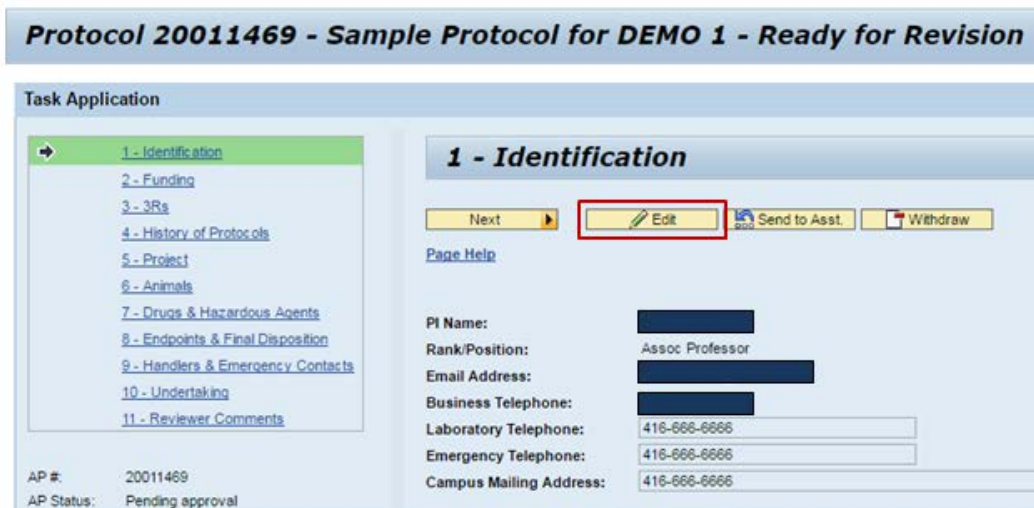 Protocol 20011469 - Sample Protocol for DEMO 1 - Ready for Revision
Task Application
1 - Identification
2 - Funding
3 - 3Rs
4 - History of Protocols
5 - Project
6 - Animals
7 - Drugs & Hazardous Agents
8 - Endpoints & Final Disposition
9 - Handlers & Emergency Contacts
10 - Undertaking
11 - Reviewer Comments
AP #: 20011469
AP Status: Pending approval
1 - Identification
Next Edit Send to Asst. Withdraw
Page Help
PI Name:
Rank/Position: Assoc Professor
Email Address:
Business Telephone:
Laboratory Telephone: 416-666-6666
Emergency Telephone: 416-666-6666
Campus Mailing Address: 416-666-6666